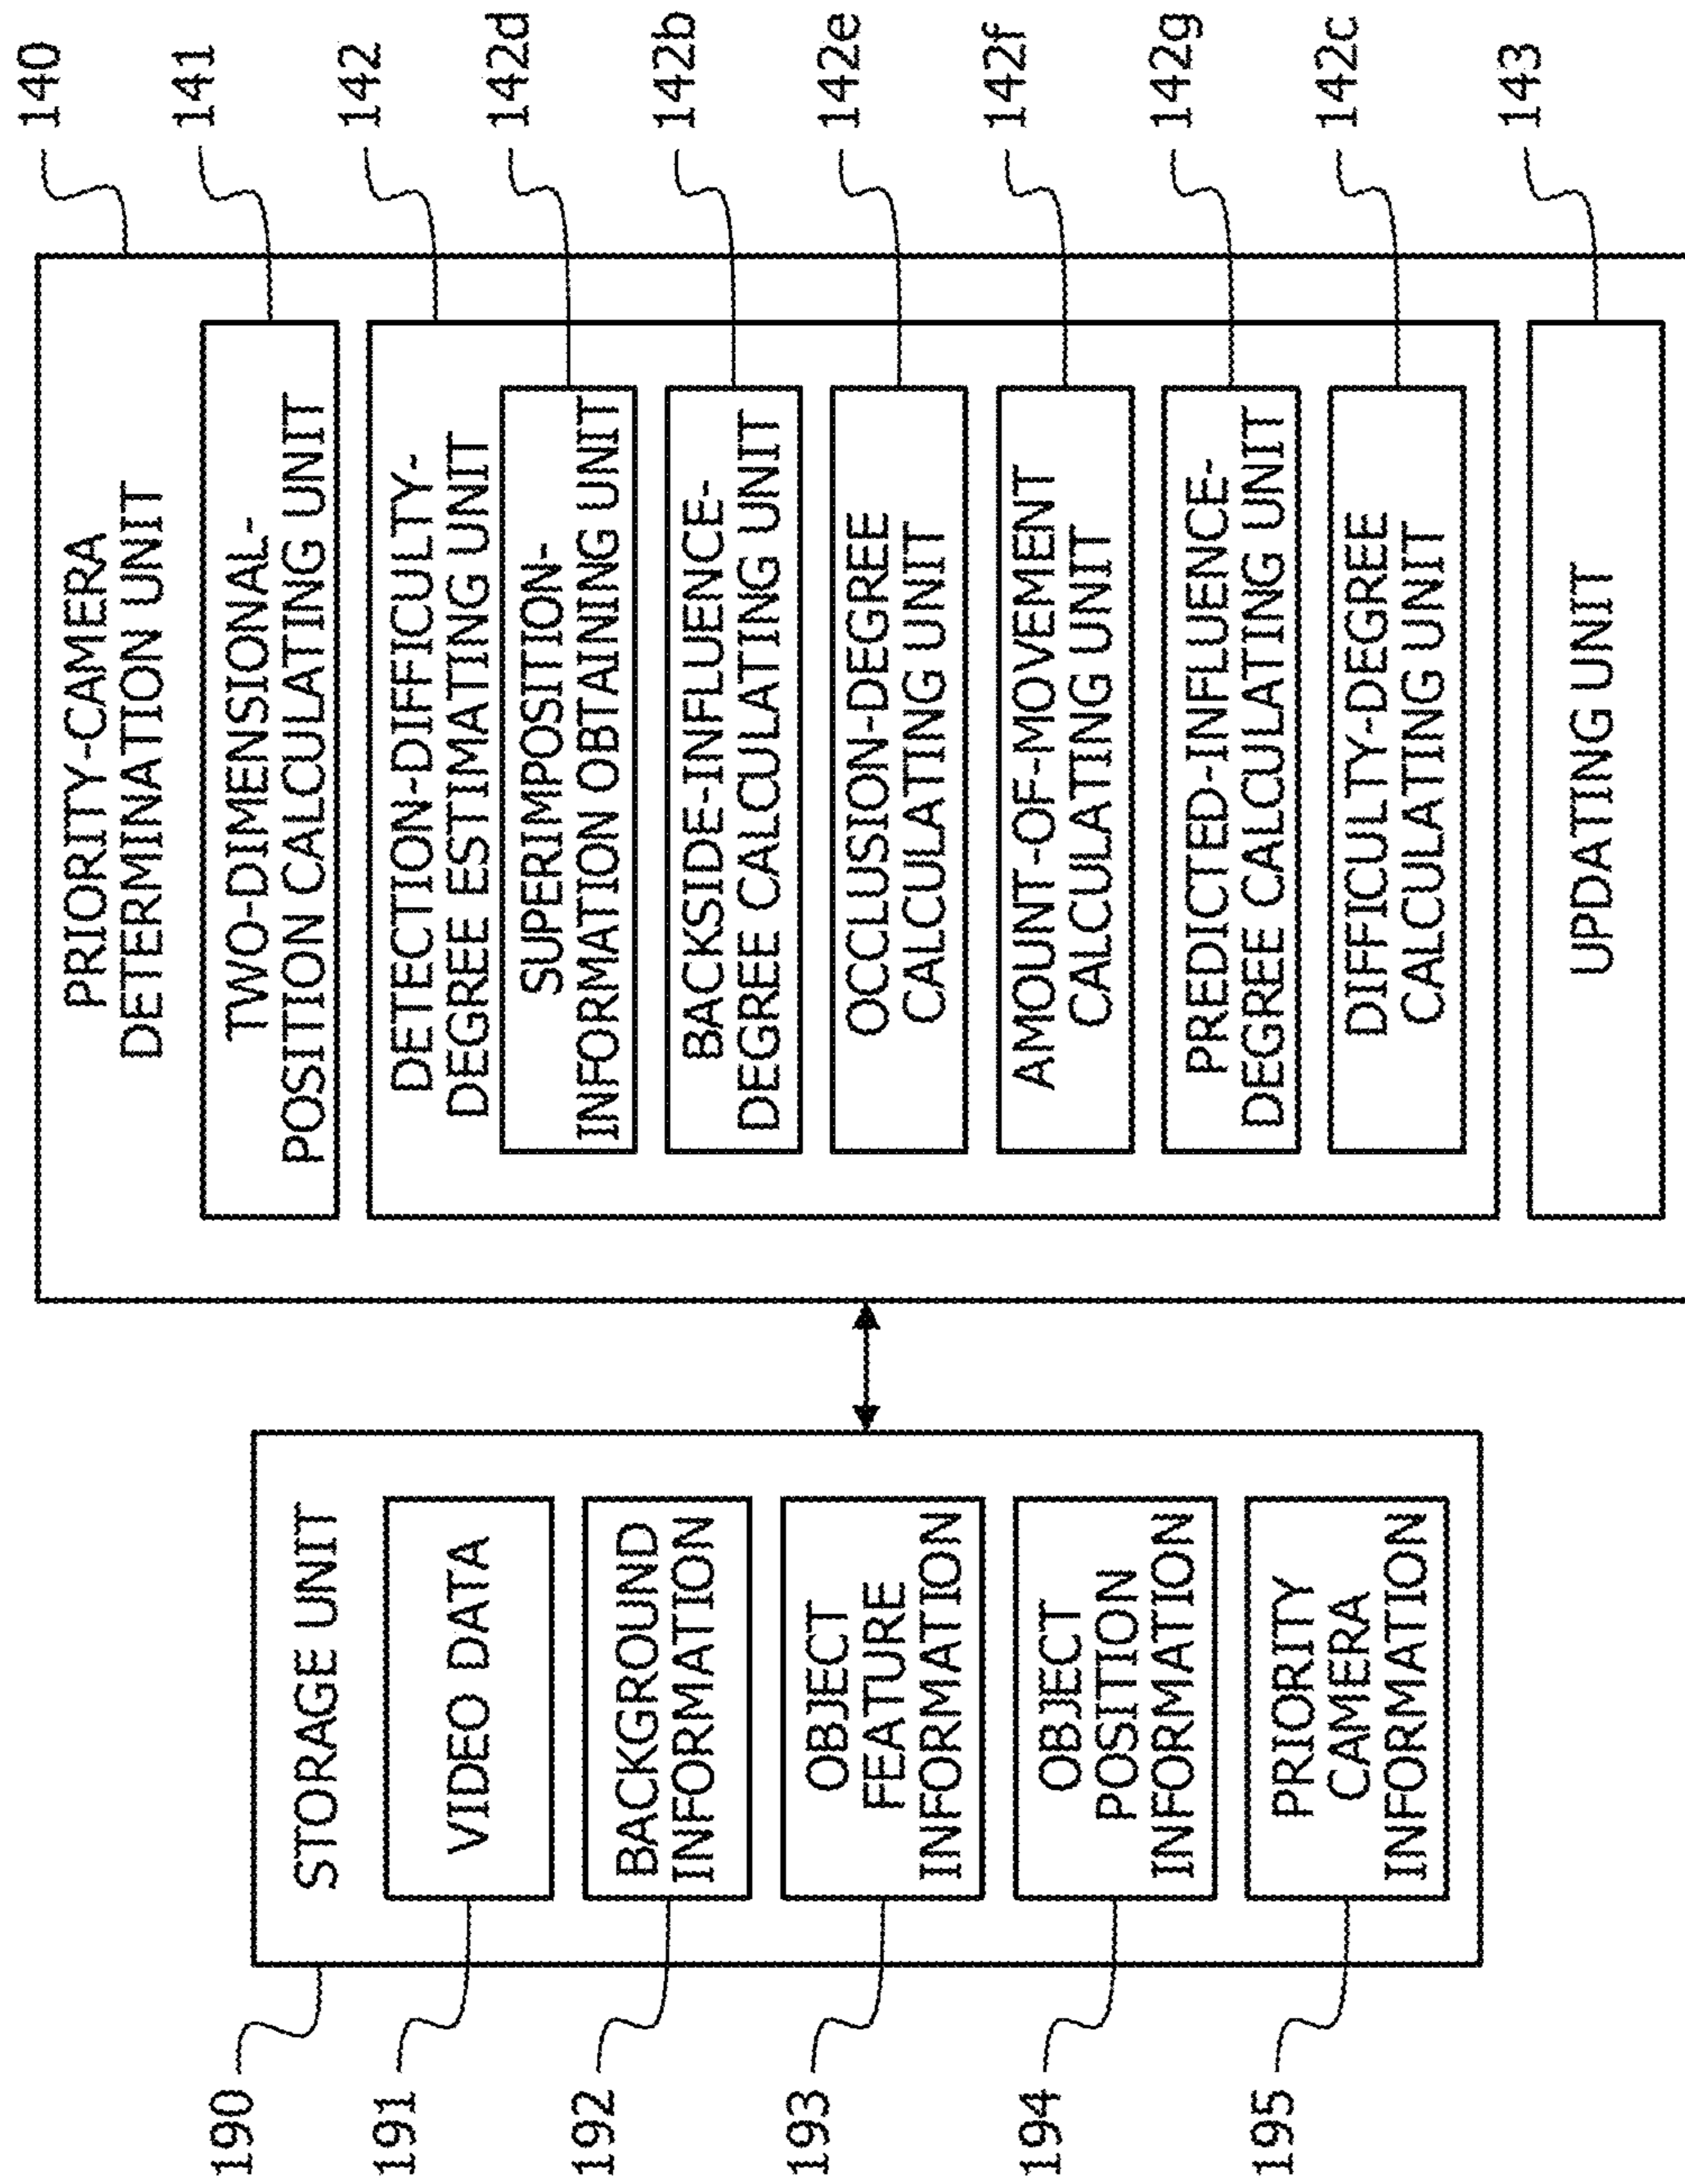 190
STORAGE UNIT
191
VIDEO DATA
192
BACKGROUND
INFORMATION
193
OBJECT
FEATURE
INFORMATION
194
OBJECT
POSITION
INFORMATION
195
PRIORITY
CAMERA
INFORMATION
PRIORITY-CAMERA
DETERMINATION UNIT
140
TWO-DIMENSIONAL-
POSITION CALCULATING UNIT
141
DETECTION-DIFFICULTY-
DEGREE ESTIMATING UNIT
142
SUPERIMPOSITION-
INFORMATION OBTAINING UNIT
142d
BACKSIDE-INFLUENCE-
DEGREE CALCULATING UNIT
142b
OCCLUSION-DEGREE
CALCULATING UNIT
142e
AMOUNT-OF-MOVEMENT
CALCULATING UNIT
142f
PREDICTED-INFLUENCE-
DEGREE CALCULATING UNIT
142g
DIFFICULTY-DEGREE
CALCULATING UNIT
142c
UPDATING UNIT
143